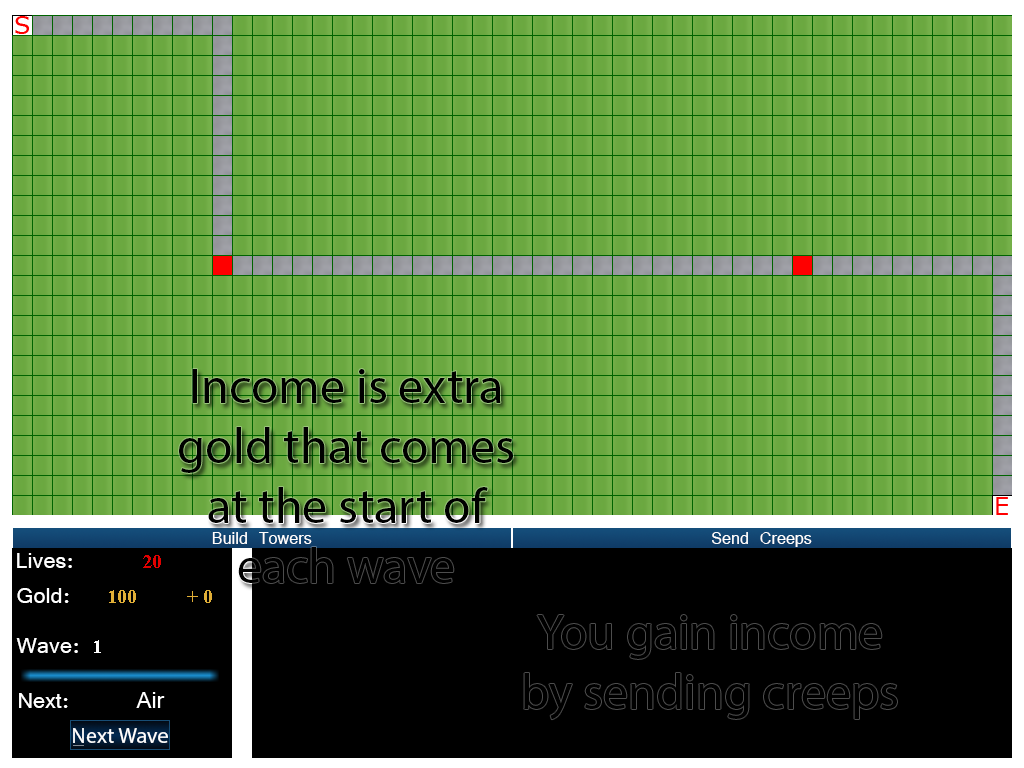 S
Income is extra
gold that comes
at the start of
each wave
E
Build Towers
Send Creeps
Lives: 20
Gold: 100 + 0
Wave: 1
Next: Air
Next Wave
You gain income
by sending creeps